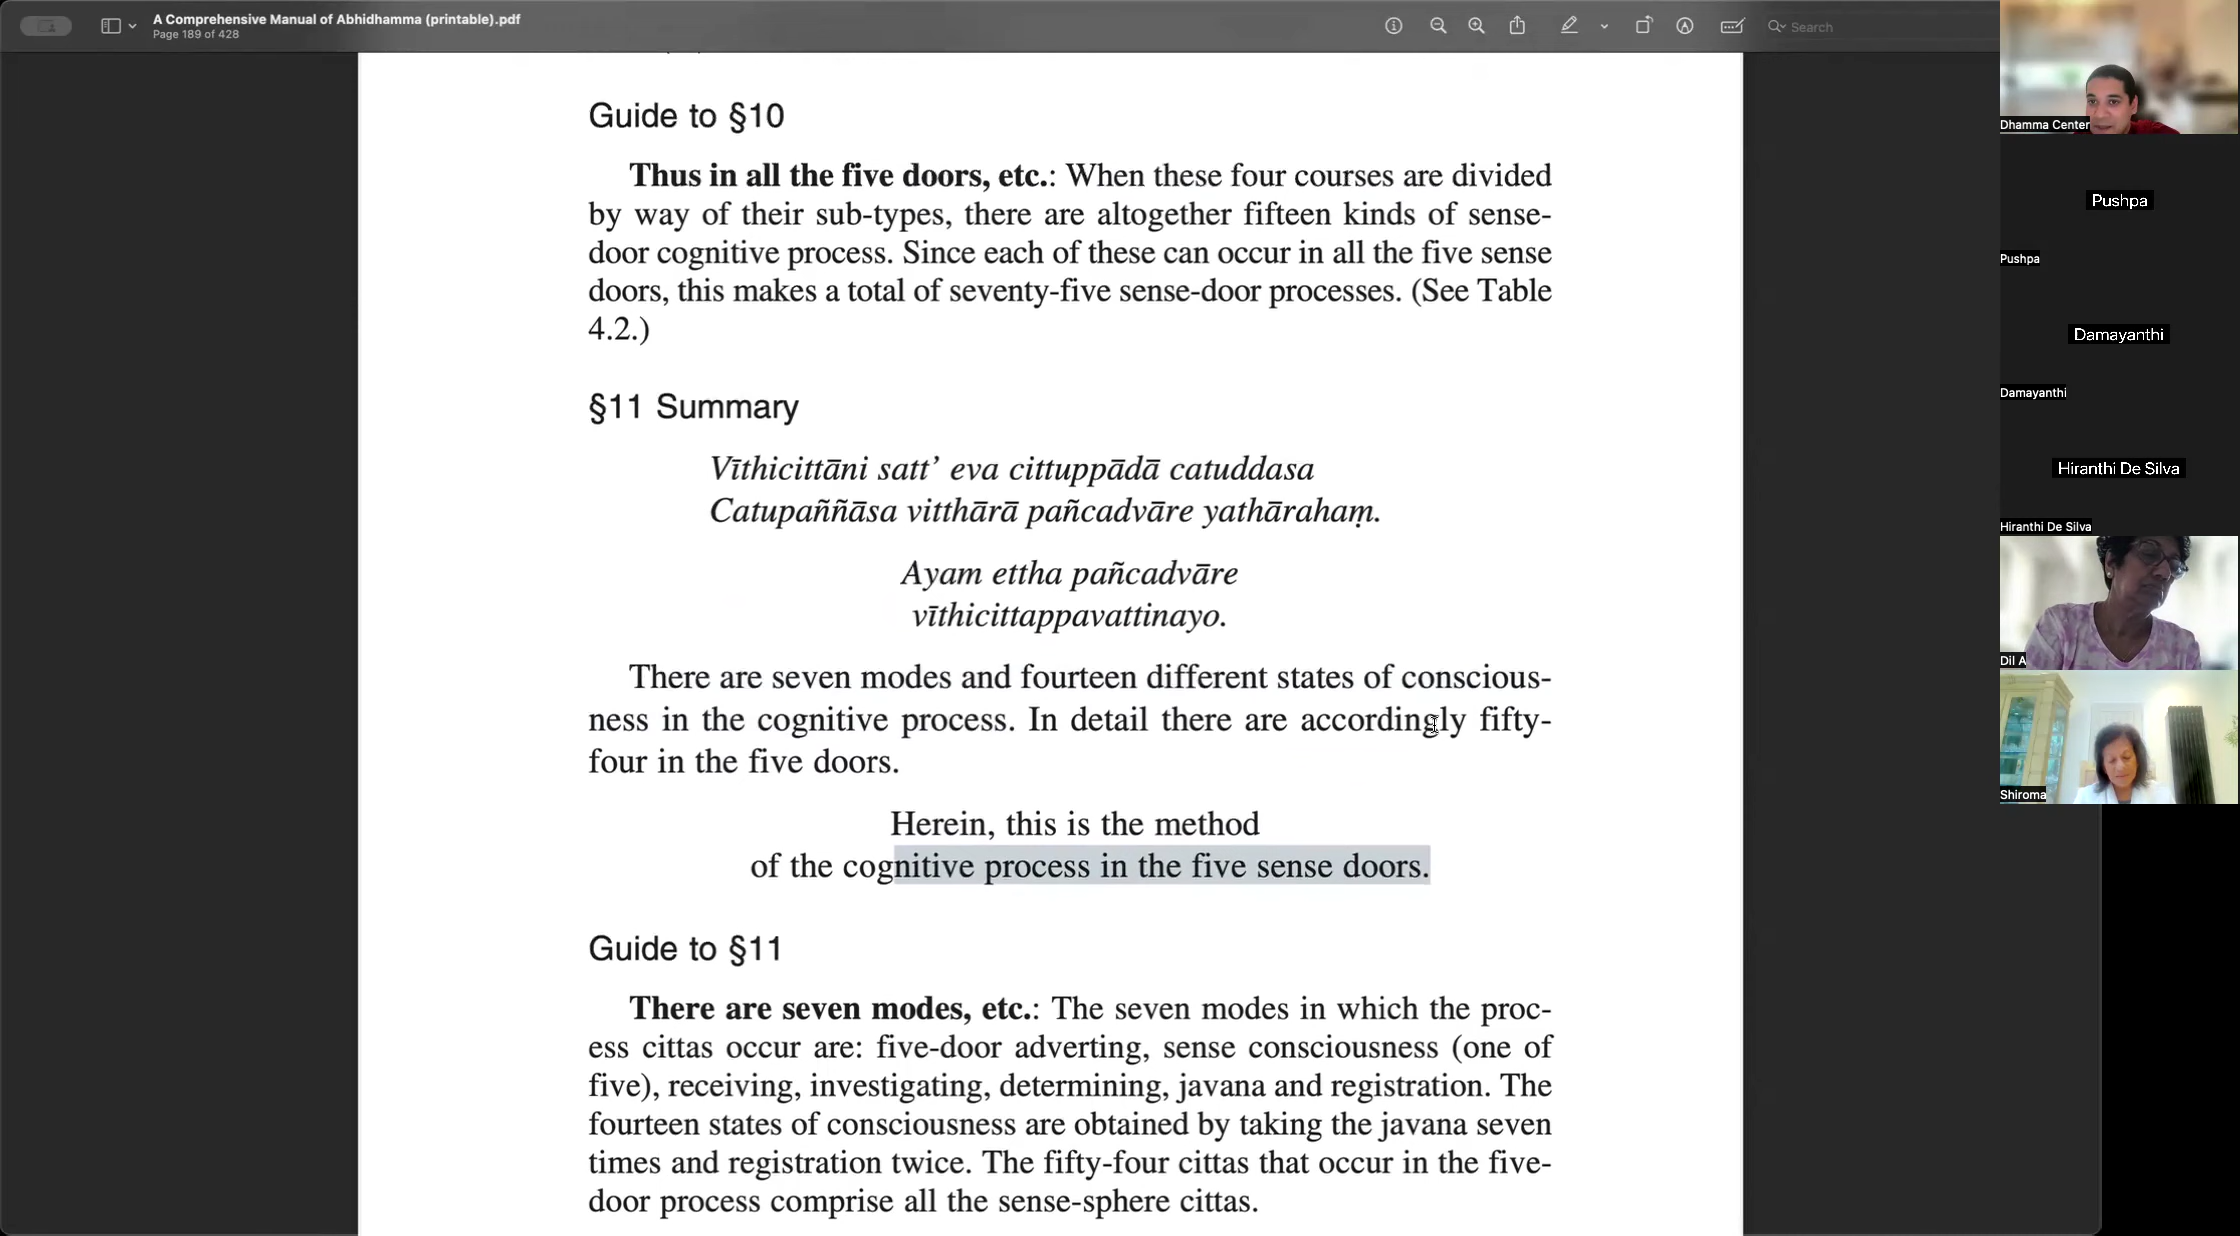 A Comprehensive Manual of Abhidhamma (printable).pdf
Page 189 of 428
Search
Guide to §10
Thus in all the five doors, etc.: When these four courses are divided
by way of their sub-types, there are altogether fifteen kinds of sense-
door cognitive process. Since each of these can occur in all the five sense
doors, this makes a total of seventy-five sense-door processes. (See Table
4.2.)
§11 Summary
Vīthicittāni satt’ eva cittuppādā catuddasa
Catupaññāsa vitthārā pañcadvāre yathārahaṃ.
Ayam ettha pañcadvāre
vīthicittappavattinayo.
There are seven modes and fourteen different states of conscious-
ness in the cognitive process. In detail there are accordingly fifty-
four in the five doors.
Herein, this is the method
of the cognitive process in the five sense doors.
Guide to §11
There are seven modes, etc.: The seven modes in which the proc-
ess cittas occur are: five-door adverting, sense consciousness (one of
five), receiving, investigating, determining, javana and registration. The
fourteen states of consciousness are obtained by taking the javana seven
times and registration twice. The fifty-four cittas that occur in the five-
door process comprise all the sense-sphere cittas.
Dhamma Center
Pushpa
Pushpa
Damayanthi
Damayanthi
Hiranthi De Silva
Hiranthi De Silva
Dil A
Shiroma